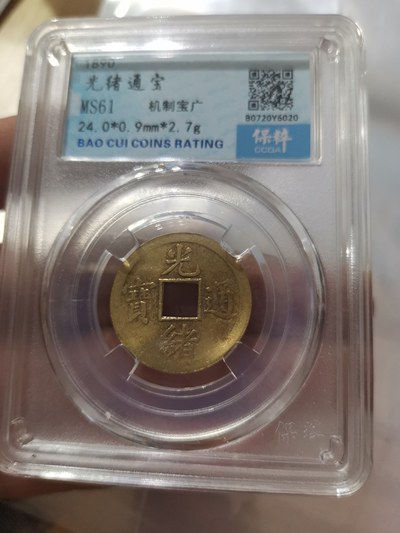 1890
光绪通宝
MS61 机制宝广
24.0*0.9mm*2.7g
BAO CUI COINS RATING
B0720Y6020
保粹
光
寶 通
緒